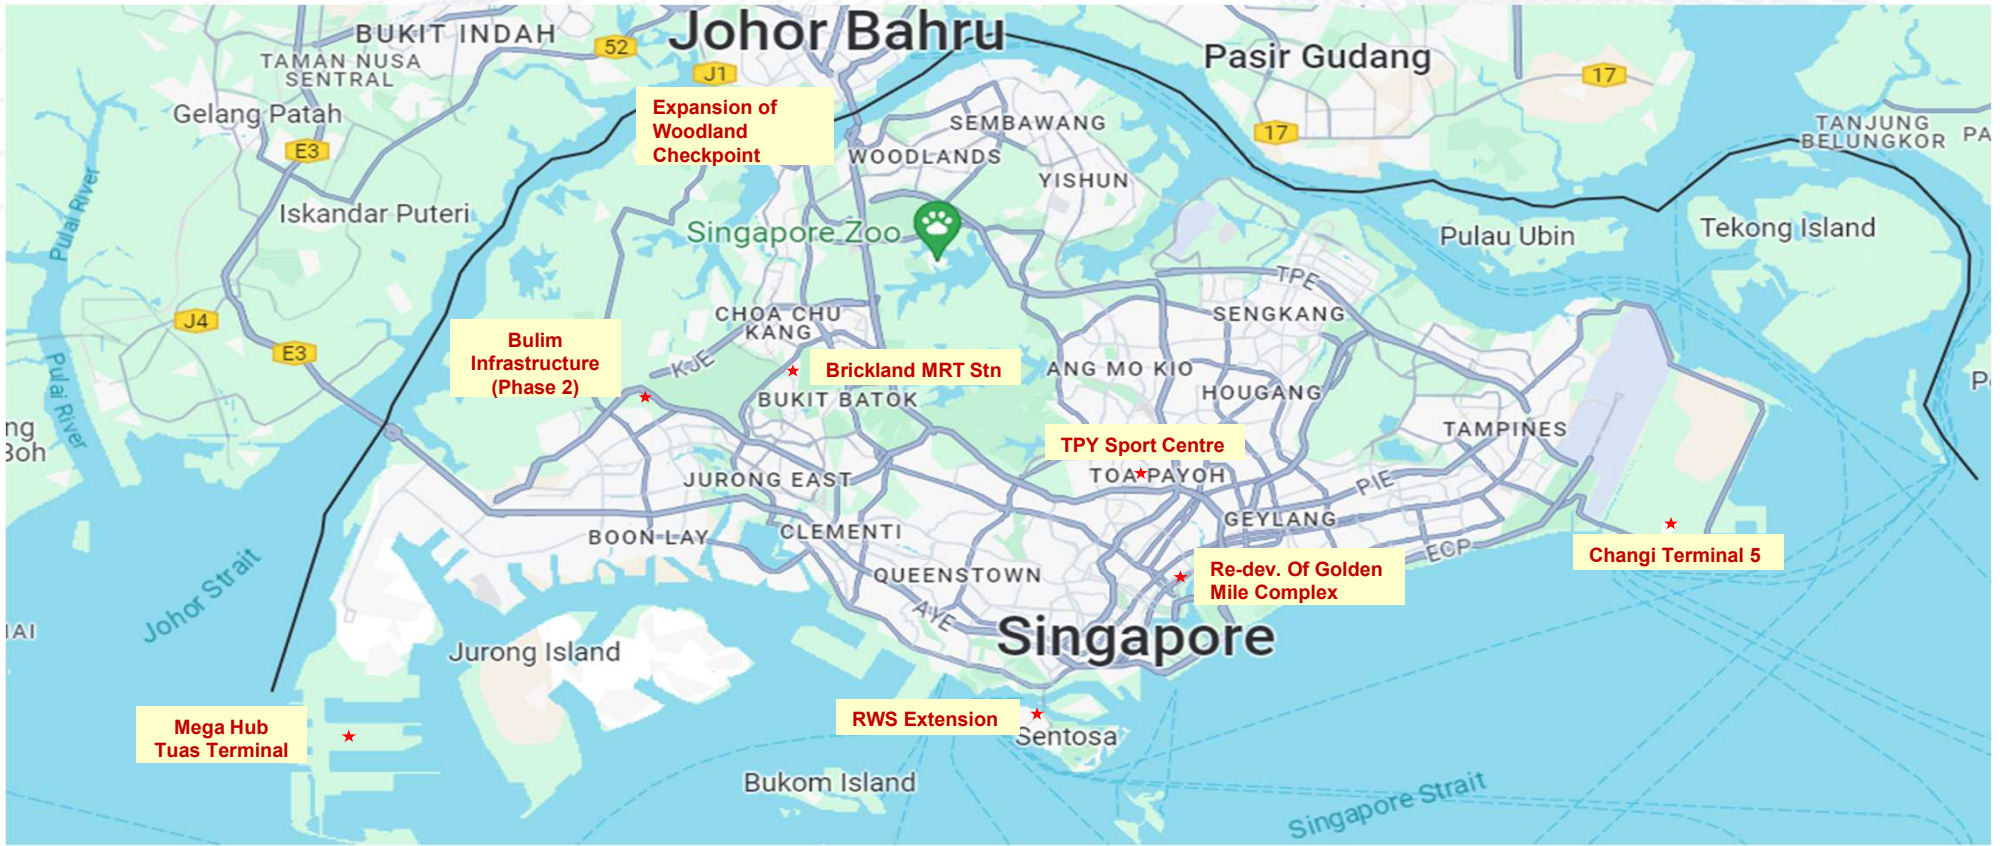 BUKIT INDAH
52
Johor Bahru
Pasir Gudang
TAMAN NUSA
SENTRAL
J1
17
Gelang Patah
Expansion of
Woodland
Checkpoint
SEMBAWANG
17
TANJUNG
BELUNGKOR
PA
E3
WOODLANDS
YISHUN
Pulai River
Iskandar Puteri
Singapore Zoo
Pulau Ubin
Tekong Island
TPE
J4
CHOA CHU
KANG
SENGKANG
Bulim
Infrastructure
(Phase 2)
E3
KJE
Brickland MRT Stn
ANG MO KIO
HOUGANG
Pulai River
BUKIT BATOK
ng
Boh
TAMPINES
TPY Sport Centre
JURONG EAST
TOA PAYOH
PIE
GEYLANG
BOON LAY
CLEMENTI
ECP
Changi Terminal 5
Johor Strait
QUEENSTOWN
Re-dev. Of Golden
Mile Complex
AYE
IAI
Singapore
Jurong Island
Mega Hub
Tuas Terminal
RWS Extension
Sentosa
Bukom Island
Singapore Strait